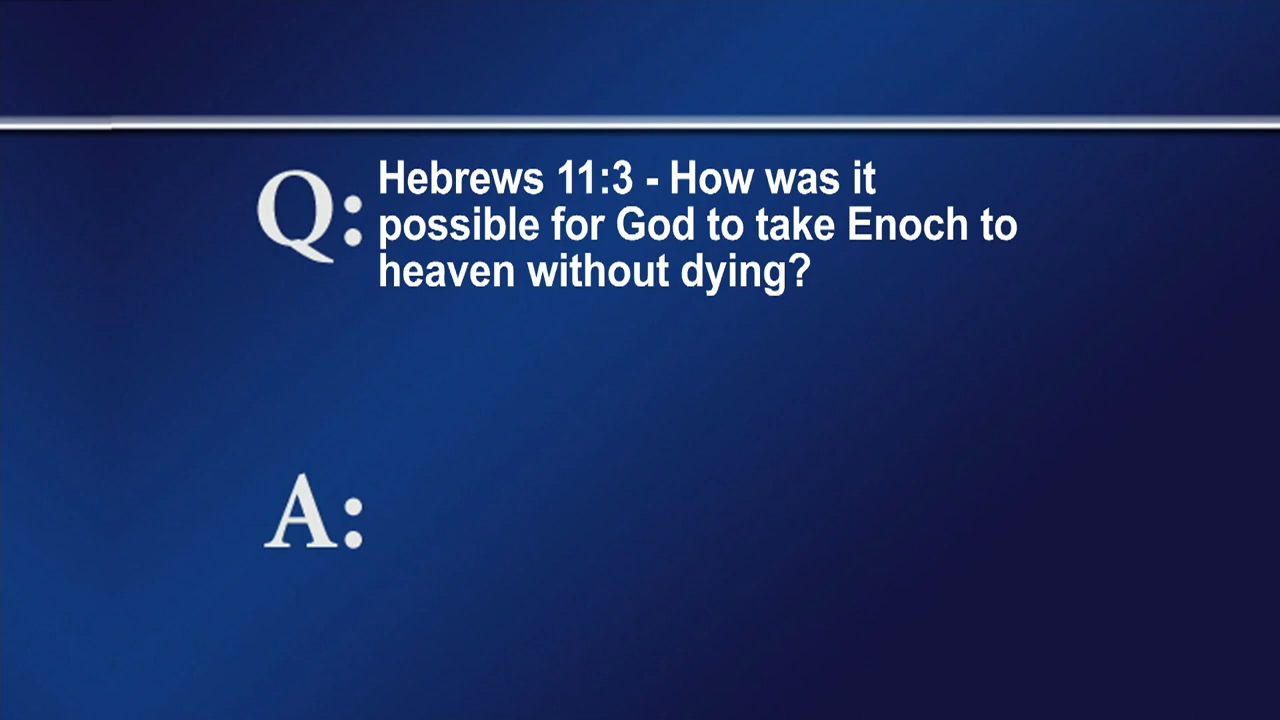 Q: Hebrews 11:3 - How was it
possible for God to take Enoch to
heaven without dying?
A: